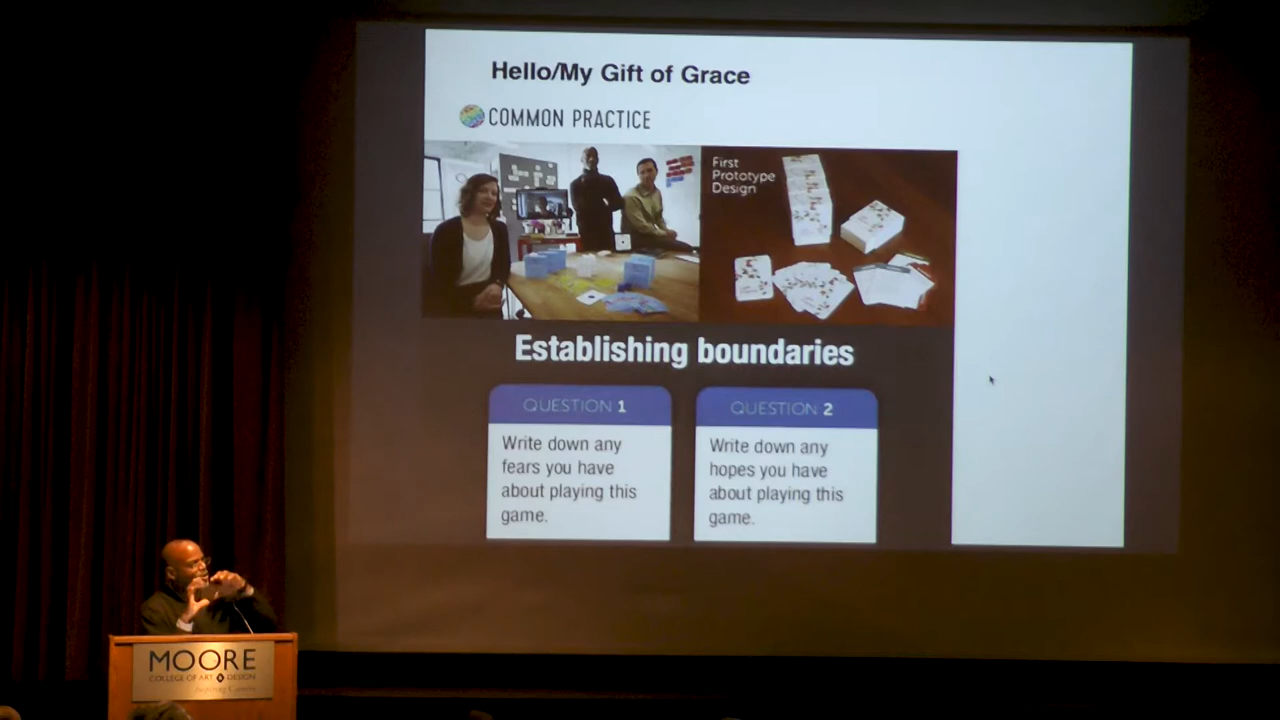 Hello/My Gift of Grace
COMMON PRACTICE
First
Prototype
Design
Establishing boundaries
QUESTION 1
Write down any
fears you have
about playing this
game.
QUESTION 2
Write down any
hopes you have
about playing this
game.
MOORE
COLLEGE OF ART & DESIGN